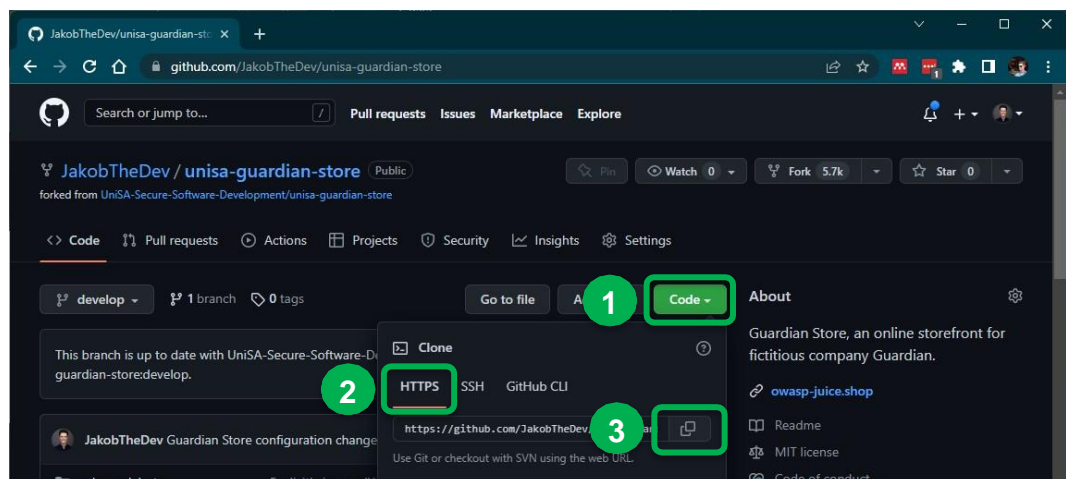 JakobTheDev/unisa-guardian-sto
github.com/JakobTheDev/unisa-guardian-store
1
Search or jump to... /
Pull requests Issues Marketplace Explore
JakobTheDev / unisa-guardian-store Public
Pin Watch 0 Fork 5.7k Star 0
forked from UniSA-Secure-Software-Development/unisa-guardian-store
Code Pull requests Actions Projects Security Insights Settings
develop 1 branch 0 tags Go to file A 1 Code
About
Guardian Store, an online storefront for
fictitious company Guardian.
owasp-juice.shop
Readme
MIT license
Code of conduct
This branch is up to date with UniSA-Secure-Software-D
guardian-store:develop.
JakobTheDev Guardian Store configuration change
Clone
2 HTTPS SSH GitHub CLI
https://github.com/JakobTheDev/ 3
Use Git or checkout with SVN using the web URL.